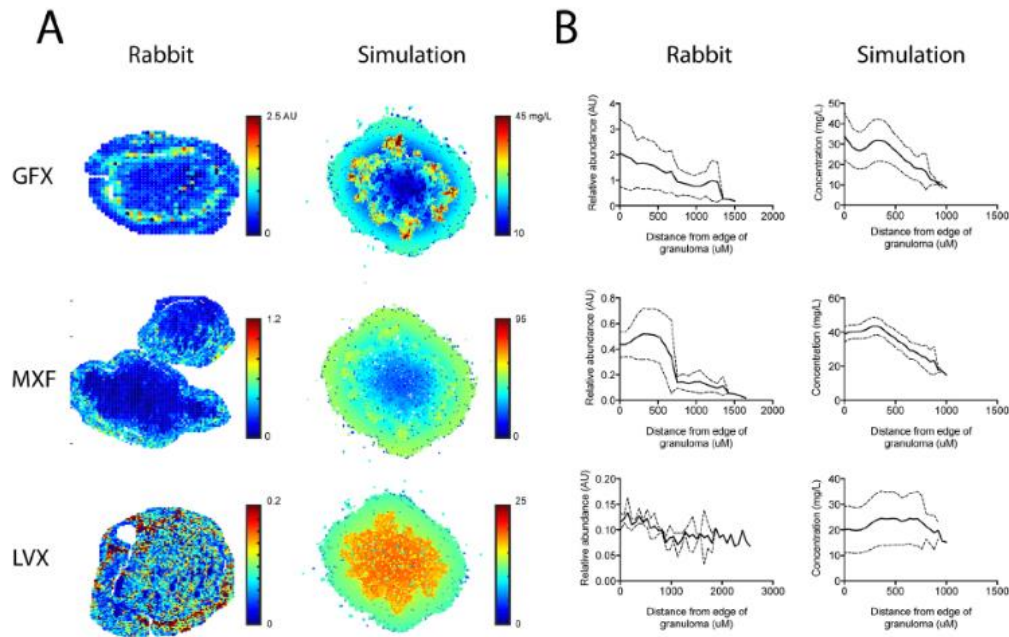 A B
Rabbit Simulation Rabbit Simulation
GFX
2.5 AU
0
45 mg/L
10
Relative abundance (AU)
4
3
2
1
0
0 500 1000 1500 2000
Distance from edge of
granuloma (uM)
Concentration (mg/L)
50
40
30
20
10
0
0 500 1000 1500
Distance from edge of
granuloma (uM)
MXF
1.2
0
95
0
Relative abundance (AU)
0.8
0.6
0.4
0.2
0.0
0 500 1000 1500 2000
Distance from edge of
granuloma (uM)
Concentration (mg/L)
60
40
20
0
0 500 1000 1500
Distance from edge of
granuloma (uM)
LVX
0.2
0
25
0
Relative abundance (AU)
0.20
0.15
0.10
0.05
0.00
0 1000 2000 3000
Distance from edge of
granuloma (uM)
Concentration (mg/L)
40
30
20
10
0
0 500 1000 1500
Distance from edge of
granuloma (uM)